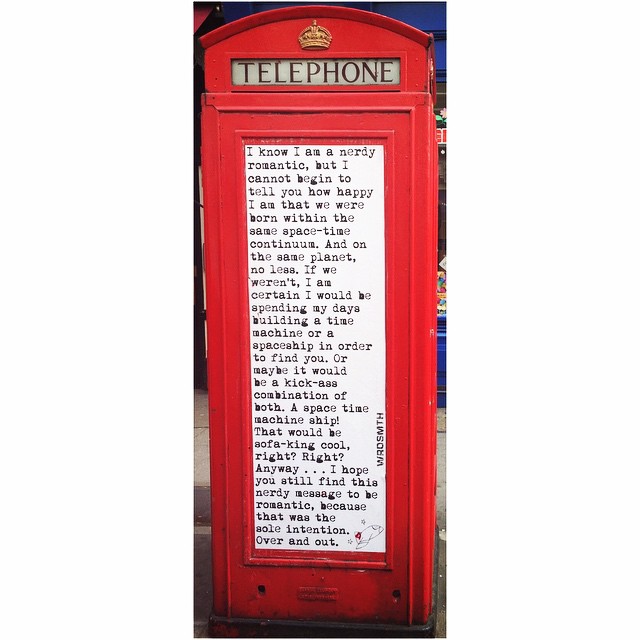 TELEPHONE
I know I am a nerdy
romantic, but I
cannot begin to
tell you how happy
I am that we were
born within the
same space-time
continuum. And on
the same planet,
no less. If we
weren't, I am
certain I would be
spending my days
building a time
machine or a
spaceship in order
to find you. Or
maybe it would
be a kick-ass
combination of
both. A space time
machine ship!
That would be
sofa-king cool,
right? Right?
Anyway . . . I hope
you still find this
nerdy message to be
romantic, because
that was the
sole intention.
Over and out.
WRDSMTH